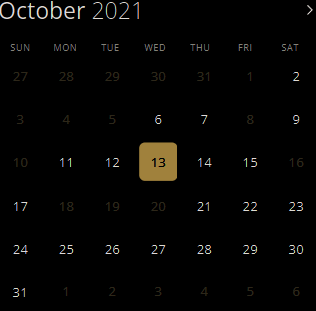 October 2021 >
SUN MON TUE WED THU FRI SAT
27 28 29 30 31 1 2
3 4 5 6 7 8 9
10 11 12 13 14 15 16
17 18 19 20 21 22 23
24 25 26 27 28 29 30
31 1 2 3 4 5 6